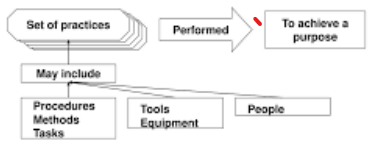 Set of practices
Performed
To achieve a
purpose
May include
Procedures
Methods
Tasks
Tools
Equipment
People